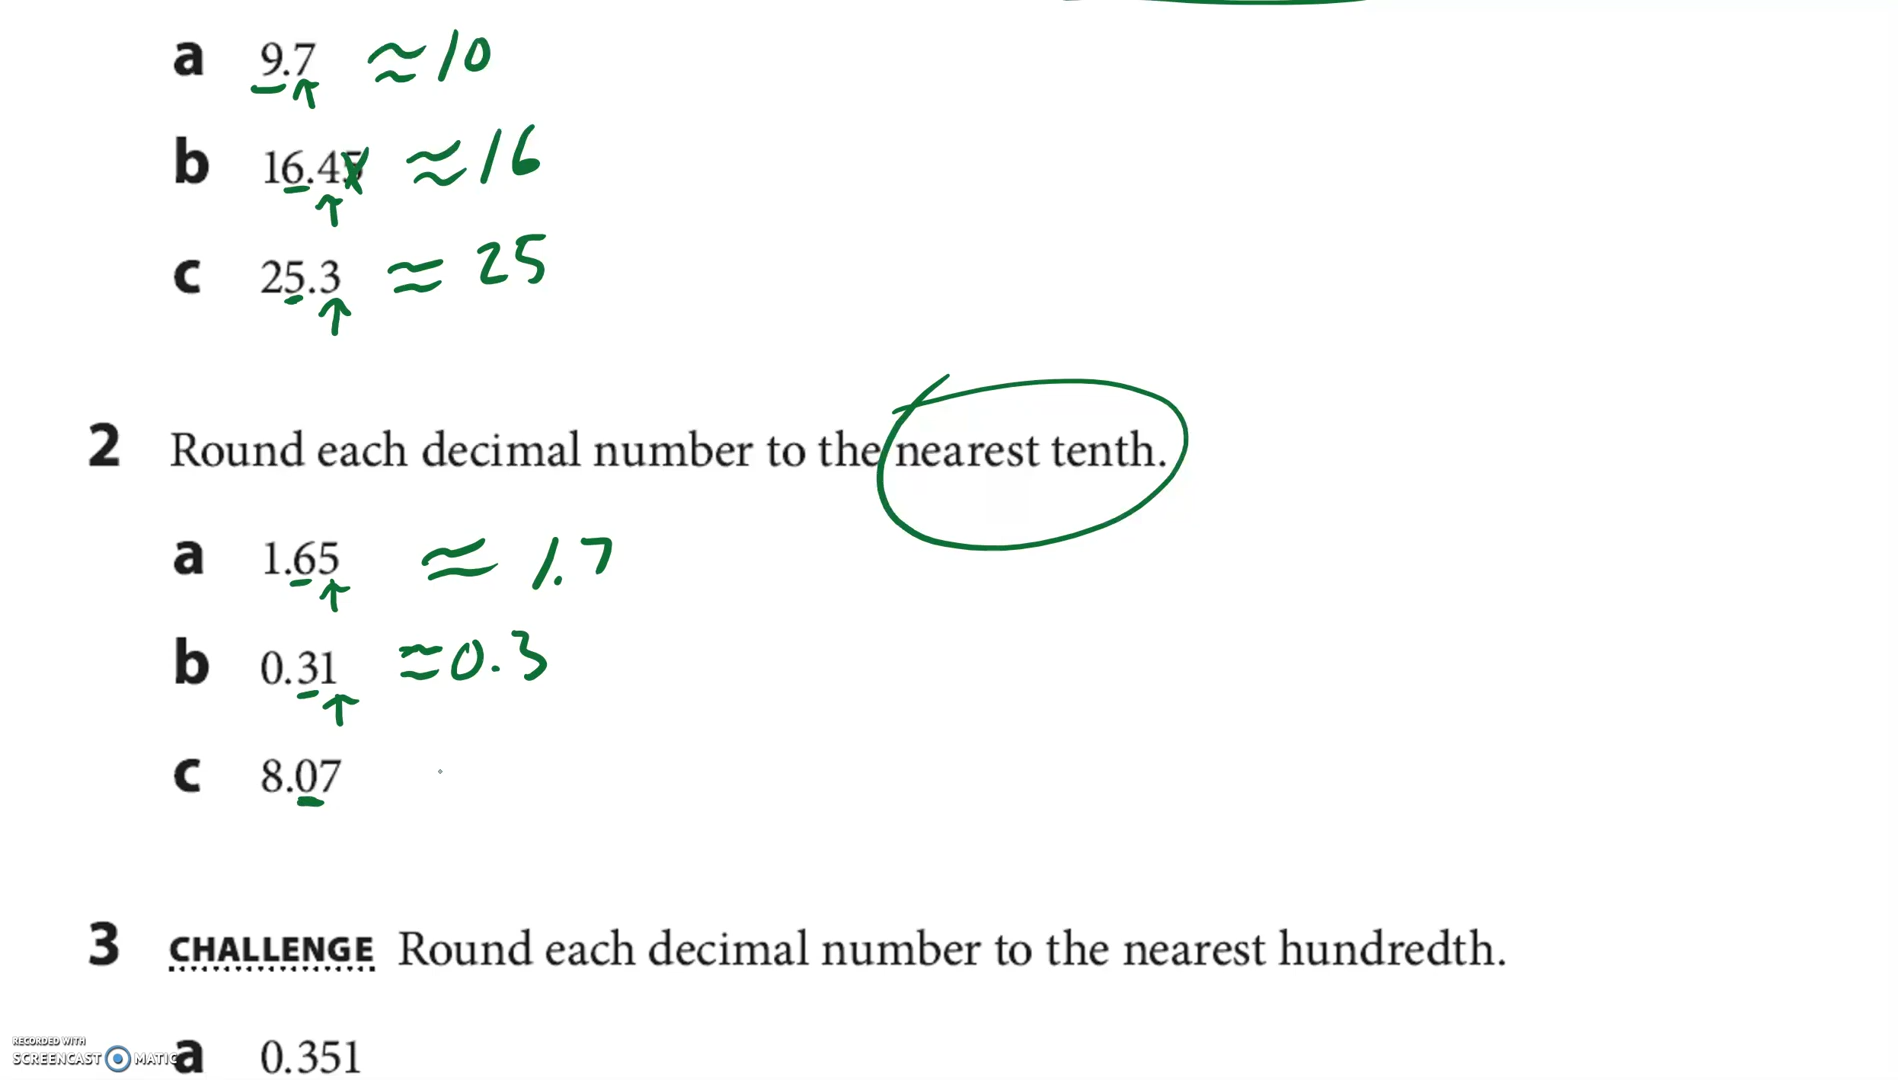 a 9.7 ≈10
b 16.45 ≈16
c 25.3 ≈ 25
2 Round each decimal number to the nearest tenth.
a 1.65 ≈ 1.7
b 0.31 ≈0.3
c 8.07
3 CHALLENGE Round each decimal number to the nearest hundredth.
a 0.351
RECORDED WITH
SCREENCAST MATIC